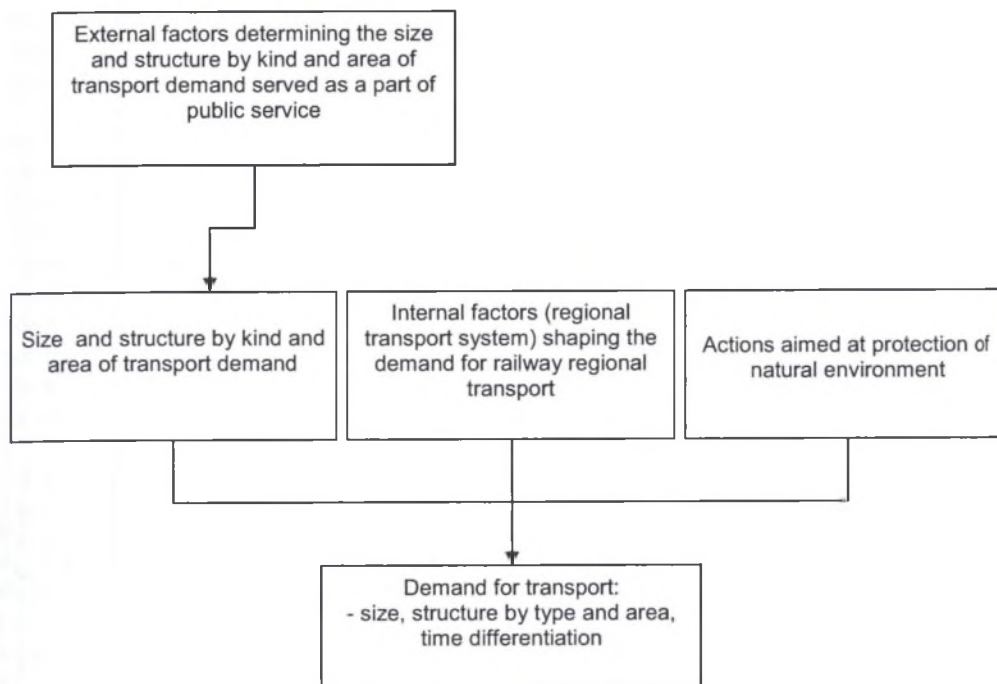 External factors determining the size
and structure by kind and area of
transport demand served as a part of
public service
Size and structure by kind and
area of transport demand
Internal factors (regional
transport system) shaping the
demand for railway regional
transport
Actions aimed at protection of
natural environment
Demand for transport:
- size, structure by type and area,
time differentiation